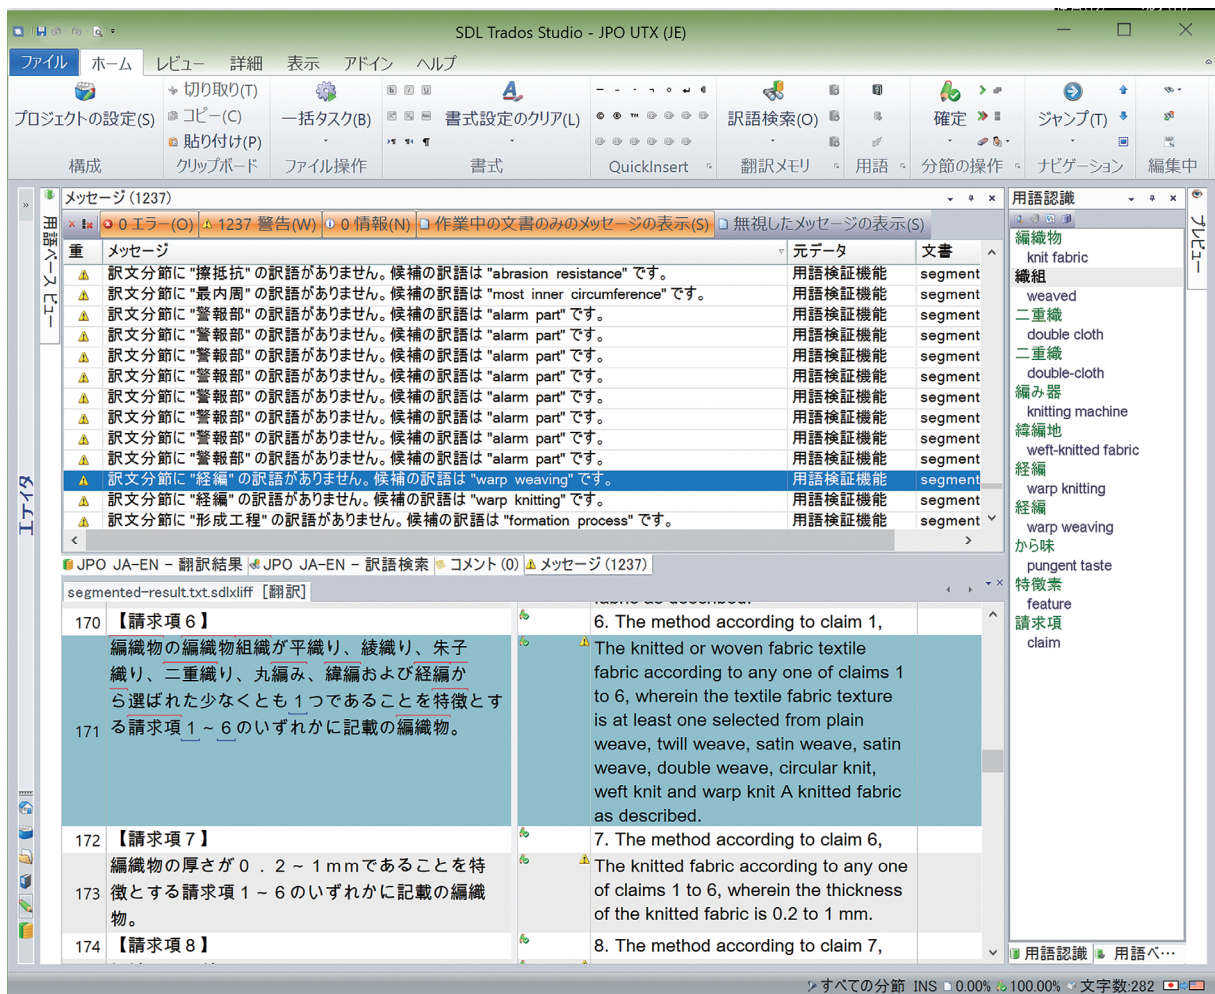 SDL Trados Studio - JPO UTX (JE)
ファイル ホーム レビュー 詳細 表示 アドイン ヘルプ
切り取り(T)
プロジェクトの設定(S) コピー(C) 一括タスク(B) 書式設定のクリア(L) 訳語検索(O) 確定 ジャンプ(T)
貼り付け(P)
構成 クリップボード ファイル操作 書式 QuickInsert 翻訳メモリ 用語 分節の操作 ナビゲーション 編集中
用語ベース ビュー
エディタ
メッセージ (1237)
0 エラー(O) 1237 警告(W) 0 情報(N) 作業中の文書のみのメッセージの表示(S) 無視したメッセージの表示(S)
重 メッセージ 元データ 文書
訳文分節に "擦抵抗" の訳語がありません。候補の訳語は "abrasion resistance" です。 用語検証機能 segment
訳文分節に "最内周" の訳語がありません。候補の訳語は "most inner circumference" です。 用語検証機能 segment
訳文分節に "警報部" の訳語がありません。候補の訳語は "alarm part" です。 用語検証機能 segment
訳文分節に "警報部" の訳語がありません。候補の訳語は "alarm part" です。 用語検証機能 segment
訳文分節に "警報部" の訳語がありません。候補の訳語は "alarm part" です。 用語検証機能 segment
訳文分節に "警報部" の訳語がありません。候補の訳語は "alarm part" です。 用語検証機能 segment
訳文分節に "警報部" の訳語がありません。候補の訳語は "alarm part" です。 用語検証機能 segment
訳文分節に "警報部" の訳語がありません。候補の訳語は "alarm part" です。 用語検証機能 segment
訳文分節に "警報部" の訳語がありません。候補の訳語は "alarm part" です。 用語検証機能 segment
訳文分節に "警報部" の訳語がありません。候補の訳語は "alarm part" です。 用語検証機能 segment
訳文分節に "経編" の訳語がありません。候補の訳語は "warp weaving" です。 用語検証機能 segment
訳文分節に "経編" の訳語がありません。候補の訳語は "warp knitting" です。 用語検証機能 segment
訳文分節に "形成工程" の訳語がありません。候補の訳語は "formation process" です。 用語検証機能 segment
JPO JA-EN - 翻訳結果 JPO JA-EN - 訳語検索 コメント (0) メッセージ (1237)
segmented-result.txt.sdlxliff [翻訳]
fabric as described.
170 【請求項６】 6. The method according to claim 1,
171
編織物の編織物組織が平織り、綾織り、朱子
織り、二重織り、丸編み、緯編および経編か
ら選ばれた少なくとも１つであることを特徴とす
る請求項１～６のいずれかに記載の編織物。
The knitted or woven fabric textile
fabric according to any one of claims 1
to 6, wherein the textile fabric texture
is at least one selected from plain
weave, twill weave, satin weave, satin
weave, double weave, circular knit,
weft knit and warp knit A knitted fabric
as described.
172 【請求項７】 7. The method according to claim 6,
173
編織物の厚さが０．２～１ｍｍであることを特
徴とする請求項１～６のいずれかに記載の編織
物。
The knitted fabric according to any one
of claims 1 to 6, wherein the thickness
of the knitted fabric is 0.2 to 1 mm.
174 【請求項８】 8. The method according to claim 7,
用語認識
編織物
knit fabric
織組
weaved
二重織
double cloth
二重織
double-cloth
編み器
knitting machine
緯編地
weft-knitted fabric
経編
warp knitting
経編
warp weaving
から味
pungent taste
特徴素
feature
請求項
claim
用語認識 用語ベ…
プレビュー
すべての分節 INS 0.00% 100.00% 文字数:282